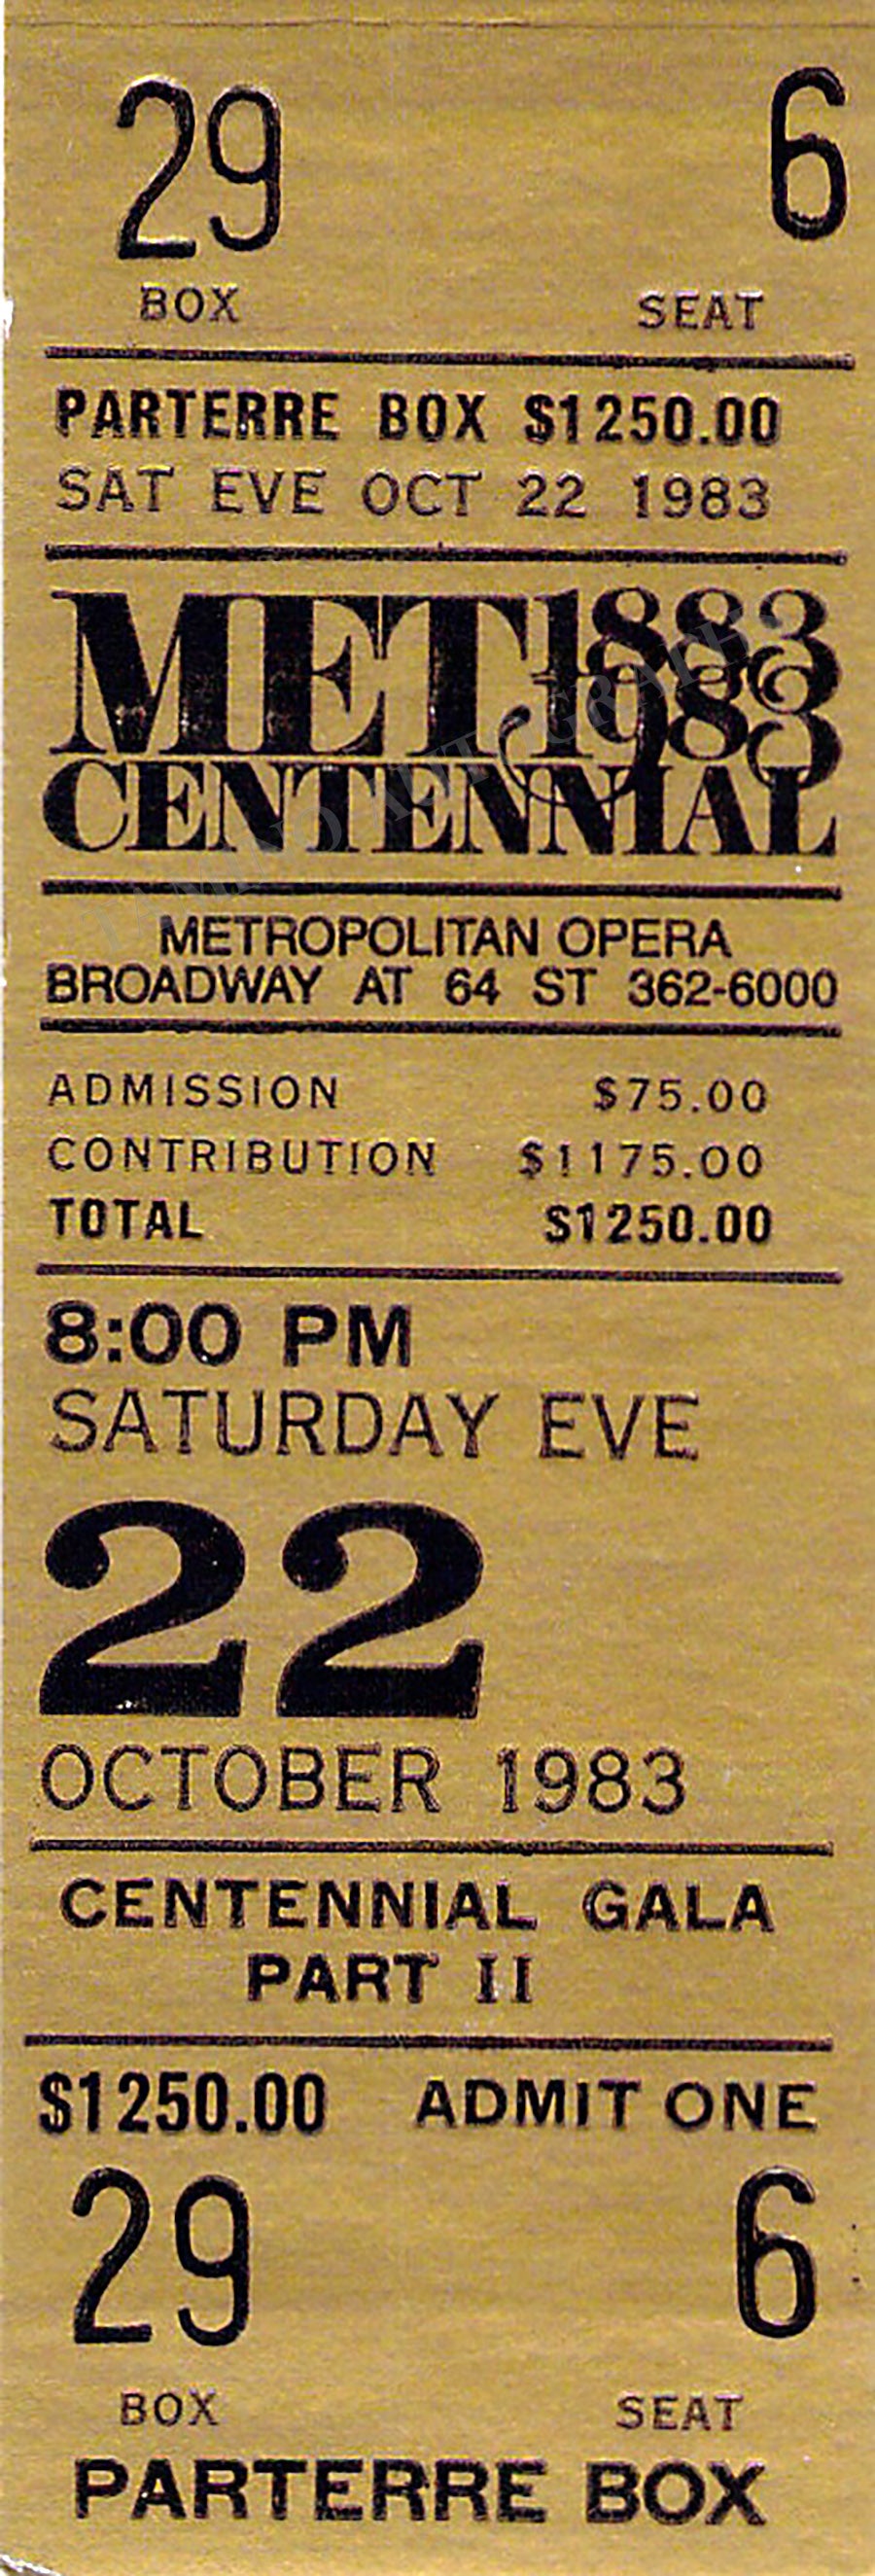 29 6
BOX SEAT
PARTERRE BOX $1250.00
SAT EVE OCT 22 1983
MET 1883
1983
CENTENNIAL
TAMINO AUTOGRAPHS
METROPOLITAN OPERA
BROADWAY AT 64 ST 362-6000
ADMISSION $75.00
CONTRIBUTION $1175.00
TOTAL $1250.00
8:00 PM
SATURDAY EVE
22
OCTOBER 1983
CENTENNIAL GALA
PART II
$1250.00 ADMIT ONE
29 6
BOX SEAT
PARTERRE BOX